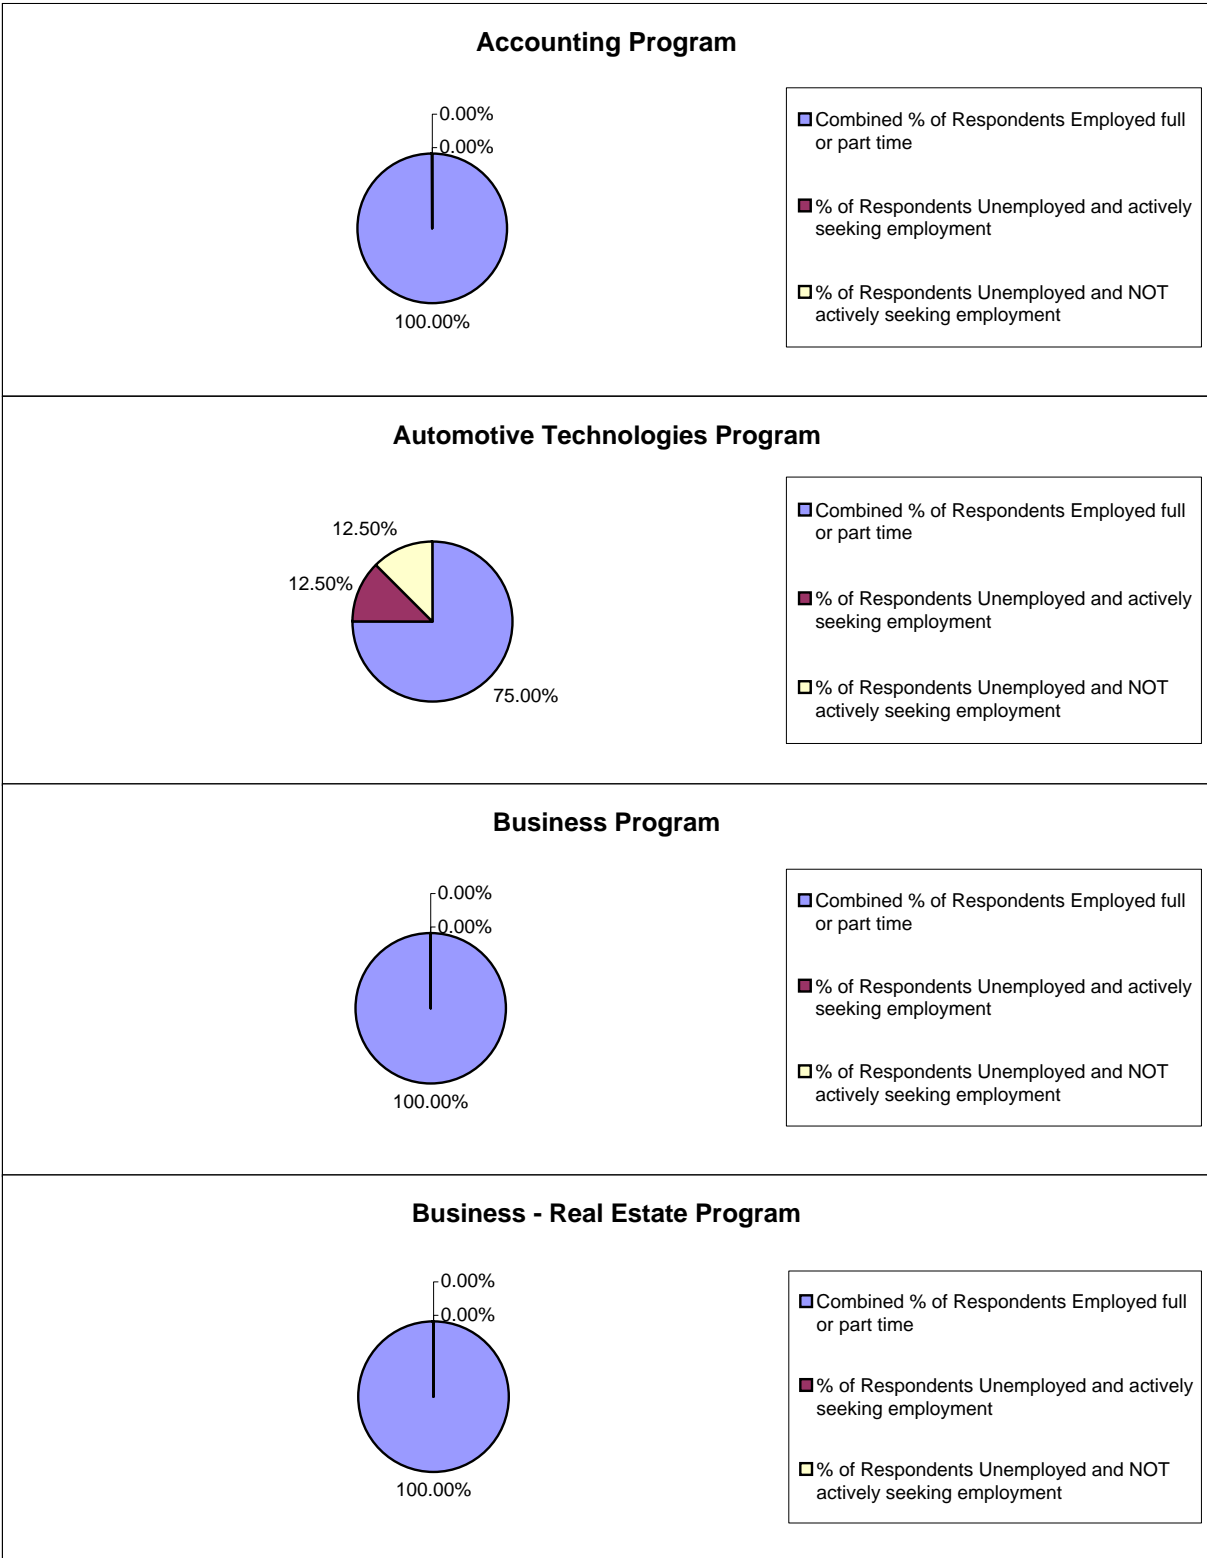 Accounting Program
0.00%
0.00%
100.00%
Combined % of Respondents Employed full
or part time
% of Respondents Unemployed and actively
seeking employment
% of Respondents Unemployed and NOT
actively seeking employment
Automotive Technologies Program
12.50%
12.50%
75.00%
Combined % of Respondents Employed full
or part time
% of Respondents Unemployed and actively
seeking employment
% of Respondents Unemployed and NOT
actively seeking employment
Business Program
0.00%
0.00%
100.00%
Combined % of Respondents Employed full
or part time
% of Respondents Unemployed and actively
seeking employment
% of Respondents Unemployed and NOT
actively seeking employment
Business - Real Estate Program
0.00%
0.00%
100.00%
Combined % of Respondents Employed full
or part time
% of Respondents Unemployed and actively
seeking employment
% of Respondents Unemployed and NOT
actively seeking employment